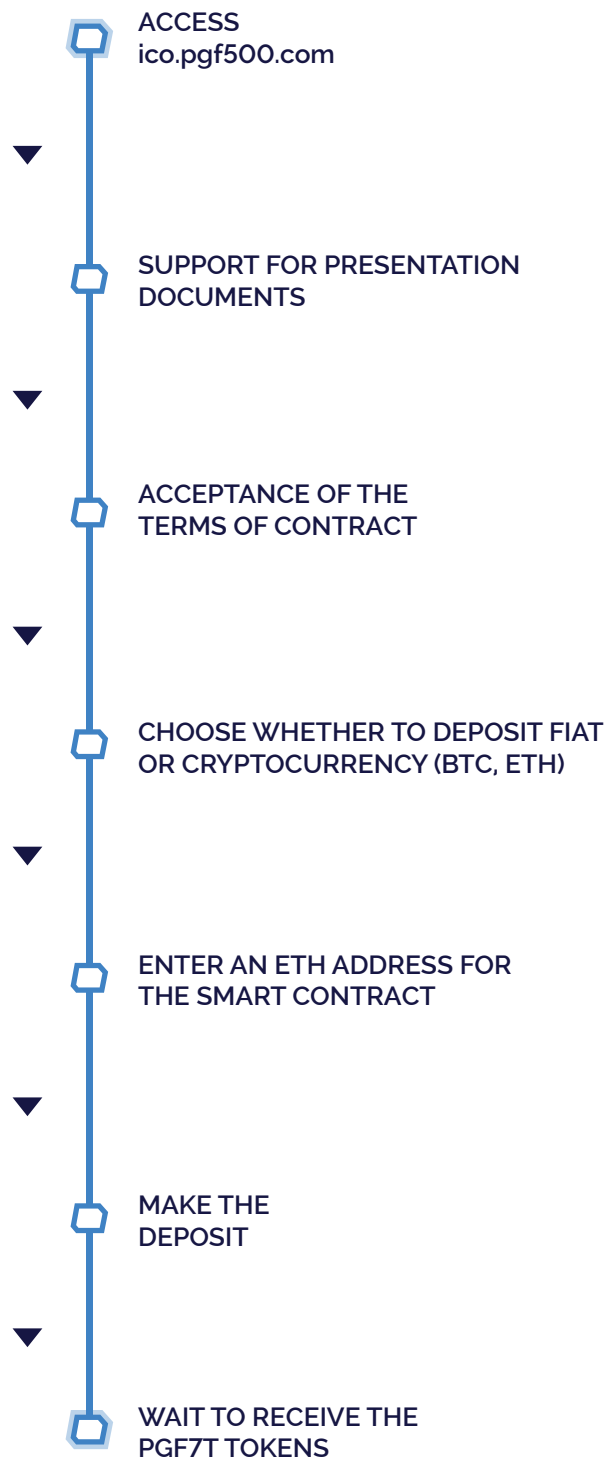 ACCESS
ico.pgf500.com
SUPPORT FOR PRESENTATION
DOCUMENTS
ACCEPTANCE OF THE
TERMS OF CONTRACT
CHOOSE WHETHER TO DEPOSIT FIAT
OR CRYPTOCURRENCY (BTC, ETH)
ENTER AN ETH ADDRESS FOR
THE SMART CONTRACT
MAKE THE
DEPOSIT
WAIT TO RECEIVE THE
PGF7T TOKENS